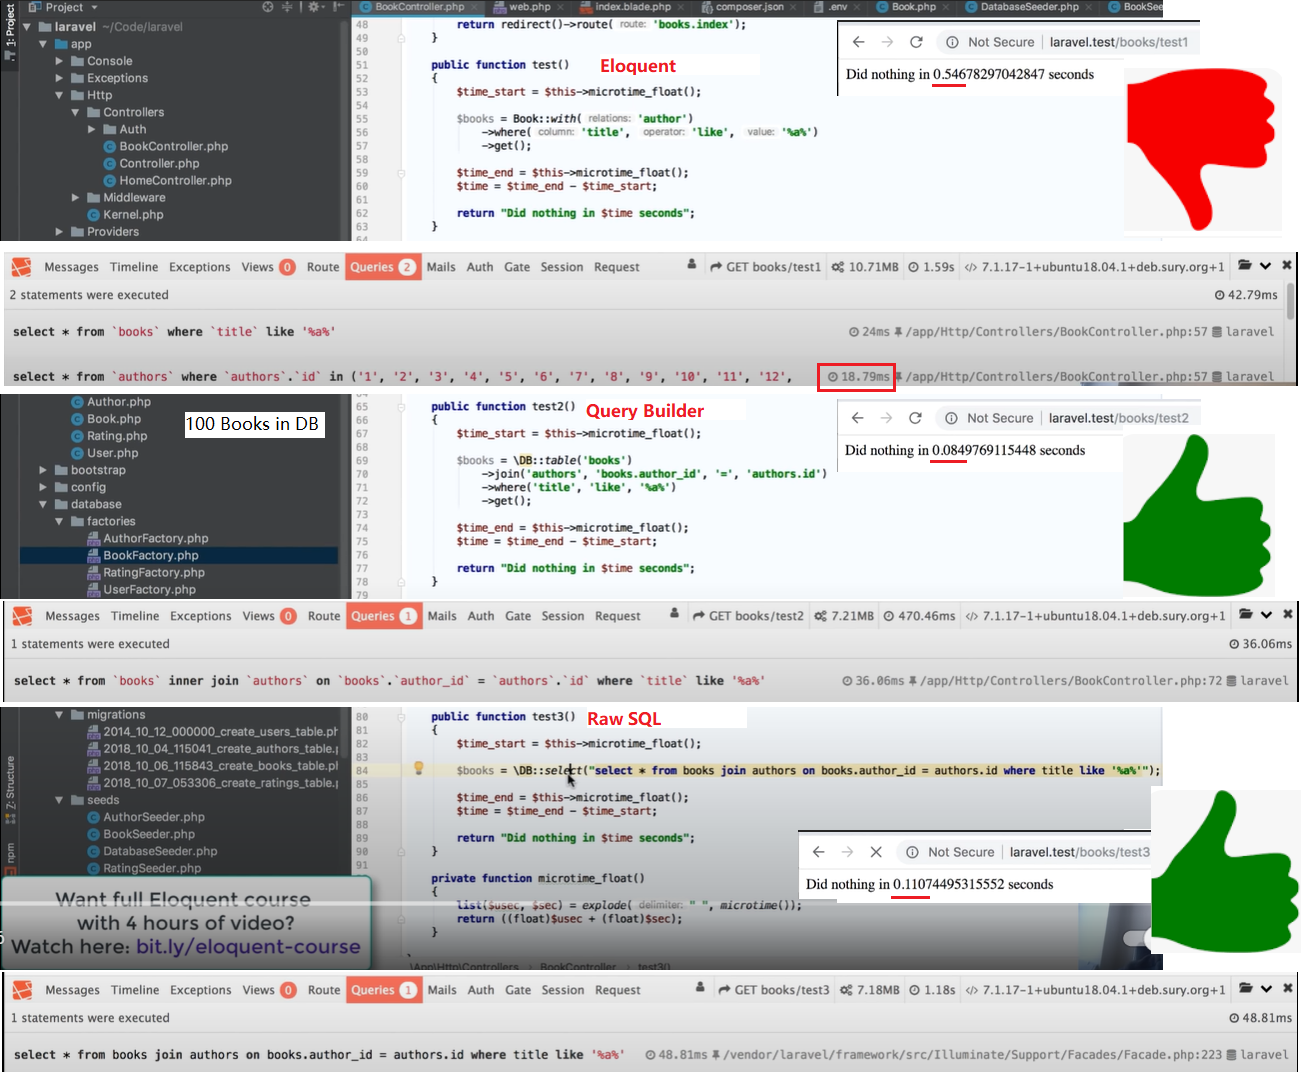 Project
BookController.php
web.php
index.blade.php
composer.json
.env
Book.php
DatabaseSeeder.php
BookSee
1: Project
laravel ~/Code/laravel
app
Console
Exceptions
Http
Controllers
Auth
BookController.php
Controller.php
HomeController.php
Middleware
Kernel.php
Providers
48 return redirect()->route( route: 'books.index');
49 }
50
51 public function test()
Eloquent
52 {
53 $time_start = $this->microtime_float();
54
55 $books = Book::with( relations: 'author')
56 ->where( column: 'title', operator: 'like', value: '%a%')
57 ->get();
58
59 $time_end = $this->microtime_float();
60 $time = $time_end - $time_start;
61
62 return "Did nothing in $time seconds";
63 }
64
Not Secure | laravel.test/books/test1
Did nothing in 0.54678297042847 seconds
Messages Timeline Exceptions Views 0 Route Queries 2 Mails Auth Gate Session Request GET books/test1 10.71MB 1.59s 7.1.17-1+ubuntu18.04.1+deb.sury.org+1
2 statements were executed 42.79ms
select * from `books` where `title` like '%a%' 24ms /app/Http/Controllers/BookController.php:57 laravel
select * from `authors` where `authors`.`id` in ('1', '2', '3', '4', '5', '6', '7', '8', '9', '10', '11', '12', 18.79ms /app/Http/Controllers/BookController.php:57 laravel
Author.php
Book.php
Rating.php
User.php
bootstrap
config
database
factories
AuthorFactory.php
BookFactory.php
RatingFactory.php
UserFactory.php
100 Books in DB
65 public function test2()
Query Builder
66 {
67 $time_start = $this->microtime_float();
68
69 $books = \DB::table('books')
70 ->join('authors', 'books.author_id', '=', 'authors.id')
71 ->where('title', 'like', '%a%')
72 ->get();
73
74 $time_end = $this->microtime_float();
75 $time = $time_end - $time_start;
76
77 return "Did nothing in $time seconds";
78 }
79
Not Secure | laravel.test/books/test2
Did nothing in 0.0849769115448 seconds
Messages Timeline Exceptions Views 0 Route Queries 1 Mails Auth Gate Session Request GET books/test2 7.21MB 470.46ms 7.1.17-1+ubuntu18.04.1+deb.sury.org+1
1 statements were executed 36.06ms
select * from `books` inner join `authors` on `books`.`author_id` = `authors`.`id` where `title` like '%a%' 36.06ms /app/Http/Controllers/BookController.php:72 laravel
migrations
2014_10_12_000000_create_users_table.ph
2018_10_04_115041_create_authors_table.p
2018_10_06_115843_create_books_table.ph
2018_10_07_053306_create_ratings_table.p
seeds
AuthorSeeder.php
BookSeeder.php
DatabaseSeeder.php
RatingSeeder.php
Z: Structure
npm
80 public function test3()
Raw SQL
81 {
82 $time_start = $this->microtime_float();
83
84 $books = \DB::select("select * from books join authors on books.author_id = authors.id where title like '%a%'");
85
86 $time_end = $this->microtime_float();
87 $time = $time_end - $time_start;
88
89 return "Did nothing in $time seconds";
90 }
91
private function microtime_float()
{
list($usec, $sec) = explode( delimiter: " ", microtime());
return ((float)$usec + (float)$sec);
}
\App\Http\Controllers BookController test3()
Not Secure | laravel.test/books/test3
Did nothing in 0.11074495315552 seconds
Want full Eloquent course
with 4 hours of video?
Watch here: bit.ly/eloquent-course
Messages Timeline Exceptions Views 0 Route Queries 1 Mails Auth Gate Session Request GET books/test3 7.18MB 1.18s 7.1.17-1+ubuntu18.04.1+deb.sury.org+1
1 statements were executed 48.81ms
select * from books join authors on books.author_id = authors.id where title like '%a%' 48.81ms /vendor/laravel/framework/src/Illuminate/Support/Facades/Facade.php:223 laravel